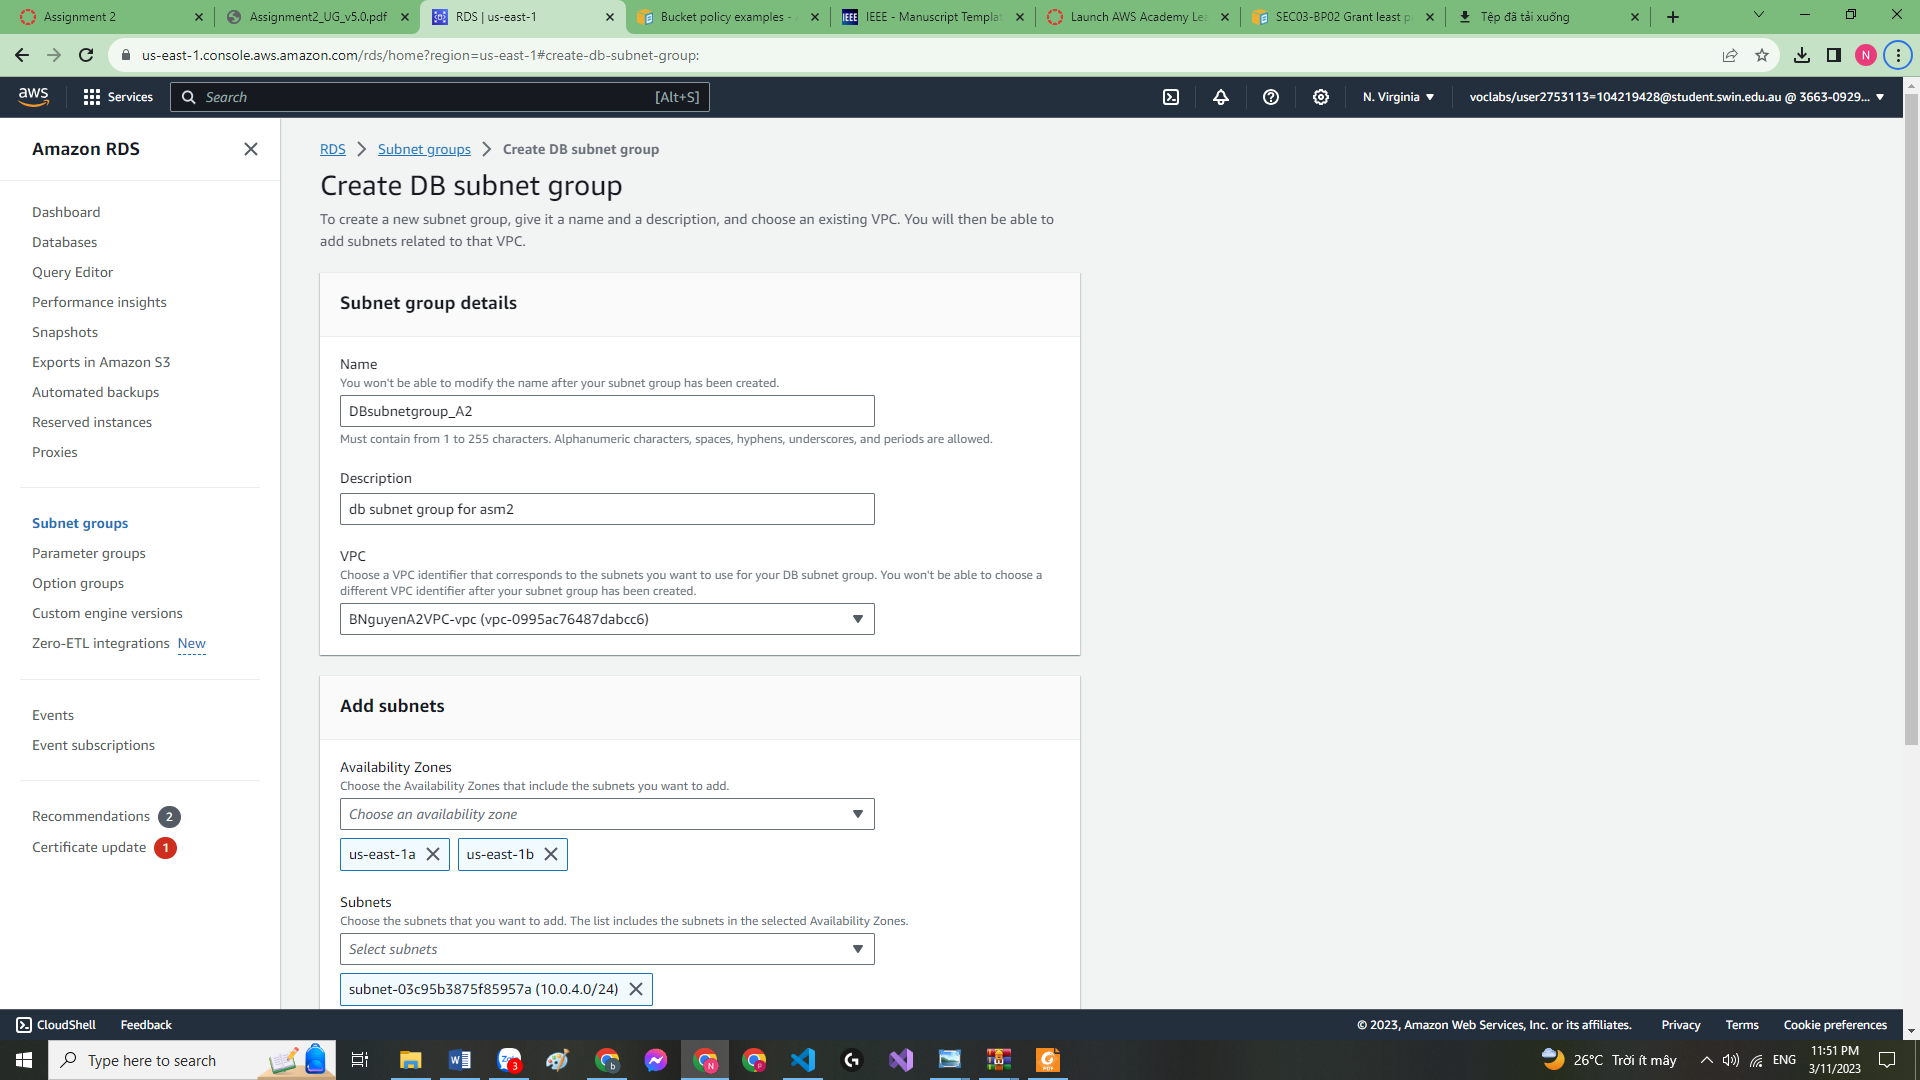 Assignment 2
Assignment2_UG_v5.0.pdf
RDS | us-east-1
Bucket policy examples -
IEEE - Manuscript Templat
Launch AWS Academy Le
SEC03-BP02 Grant least p
Tệp đã tải xuống
us-east-1.console.aws.amazon.com/rds/home?region=us-east-1#create-db-subnet-group:
N
aws
Services
Search
[Alt+S]
N. Virginia
voclabs/user2753113=104219428@student.swin.edu.au @ 3663-0929...
Amazon RDS
Dashboard
Databases
Query Editor
Performance insights
Snapshots
Exports in Amazon S3
Automated backups
Reserved instances
Proxies
Subnet groups
Parameter groups
Option groups
Custom engine versions
Zero-ETL integrations New
Events
Event subscriptions
Recommendations 2
Certificate update 1
RDS
Subnet groups
Create DB subnet group
Create DB subnet group
To create a new subnet group, give it a name and a description, and choose an existing VPC. You will then be able to
add subnets related to that VPC.
Subnet group details
Name
You won't be able to modify the name after your subnet group has been created.
DBsubnetgroup_A2
Must contain from 1 to 255 characters. Alphanumeric characters, spaces, hyphens, underscores, and periods are allowed.
Description
db subnet group for asm2
VPC
Choose a VPC identifier that corresponds to the subnets you want to use for your DB subnet group. You won't be able to choose a
different VPC identifier after your subnet group has been created.
BNguyenA2VPC-vpc (vpc-0995ac76487dabcc6)
Add subnets
Availability Zones
Choose the Availability Zones that include the subnets you want to add.
Choose an availability zone
us-east-1a
us-east-1b
Subnets
Choose the subnets that you want to add. The list includes the subnets in the selected Availability Zones.
Select subnets
subnet-03c95b3875f85957a (10.0.4.0/24)
CloudShell
Feedback
© 2023, Amazon Web Services, Inc. or its affiliates.
Privacy
Terms
Cookie preferences
Type here to search
26°C Trời ít mây
ENG
11:51 PM
3/11/2023